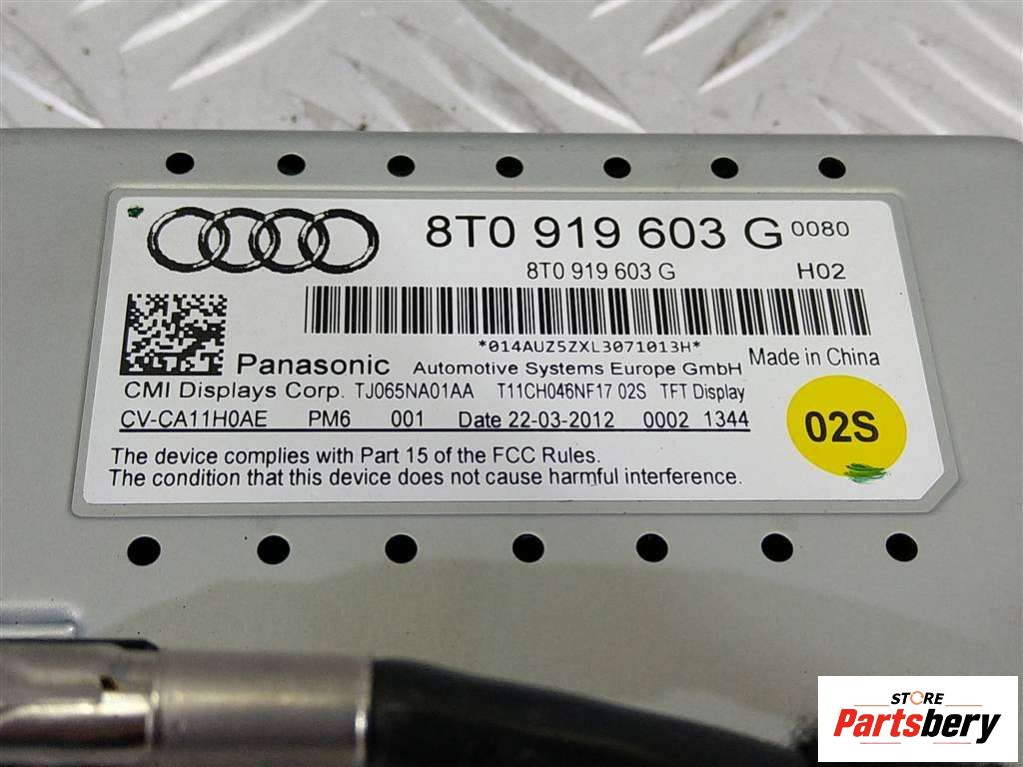 8T0 919 603 G 0080
8T0 919 603 G H02
*014AUZ5ZXL3071013H*
Panasonic Automotive Systems Europe GmbH Made in China
CMI Displays Corp. TJ065NA01AA T11CH046NF17 02S TFT Display
CV-CA11H0AE PM6 001 Date 22-03-2012 0002 1344
02S
The device complies with Part 15 of the FCC Rules.
The condition that this device does not cause harmful interference.
STORE
Partsbery